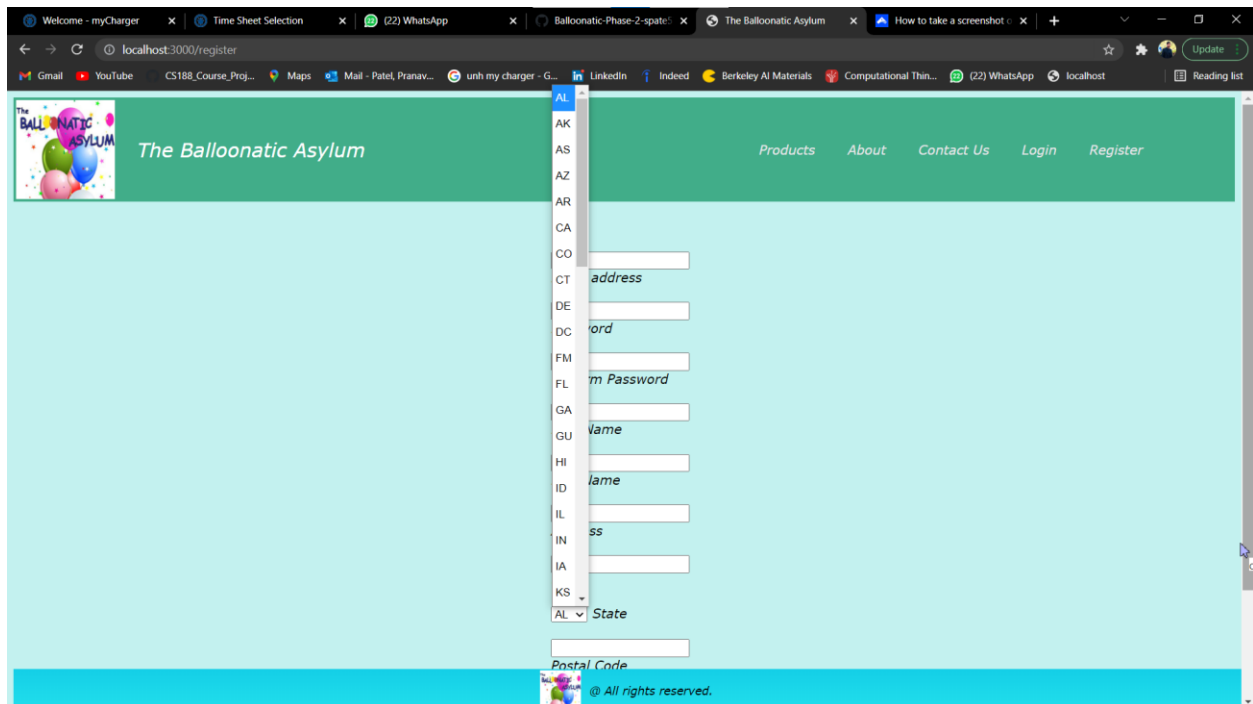 Welcome - myCharger
Time Sheet Selection
22 (22) WhatsApp
Balloonatic-Phase-2-spate5
The Balloonatic Asylum
How to take a screenshot o
localhost:3000/register
Update
Gmail
YouTube
CS188_Course_Proj...
Maps
Mail - Patel, Pranav...
unh my charger - G...
LinkedIn
Indeed
Berkeley AI Materials
Computational Thin...
22 (22) WhatsApp
localhost
Reading list
The
BALLOONATIC
ASYLUM
The Balloonatic Asylum
Products
About
Contact Us
Login
Register
AL
AK
AS
AZ
AR
CA
CO
CT
DE
DC
FM
FL
GA
GU
HI
ID
IL
IN
IA
KS
address
ord
rm Password
Name
Name
ss
AL State
Postal Code
@ All rights reserved.